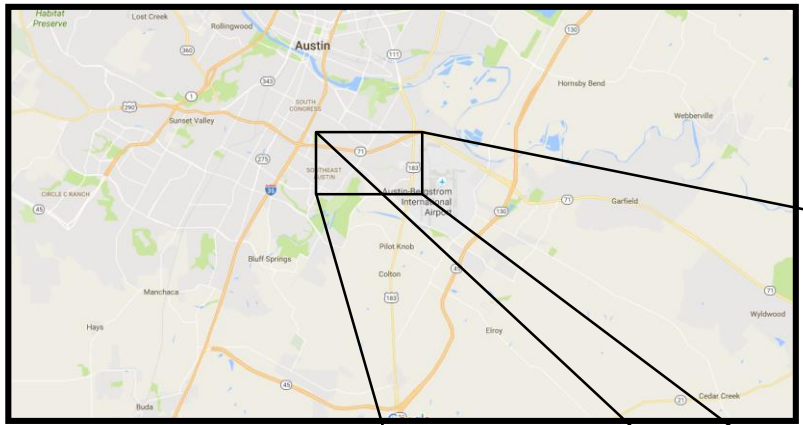 Habitat
Preserve
Lost Creek
Rollingwood
Austin
360
111
130
343
1
Hornsby Bend
SOUTH
CONGRESS
290
Sunset Valley
Webberville
71
275
SOUTHEAST
AUSTIN
183
35
CIRCLE C RANCH
Austin-Bergstrom
International
Airport
45
130
71
Garfield
Pilot Knob
Bluff Springs
45
Colton
71
Manchaca
183
Wyldwood
Hays
Elroy
45
21
Cedar Creek
Buda